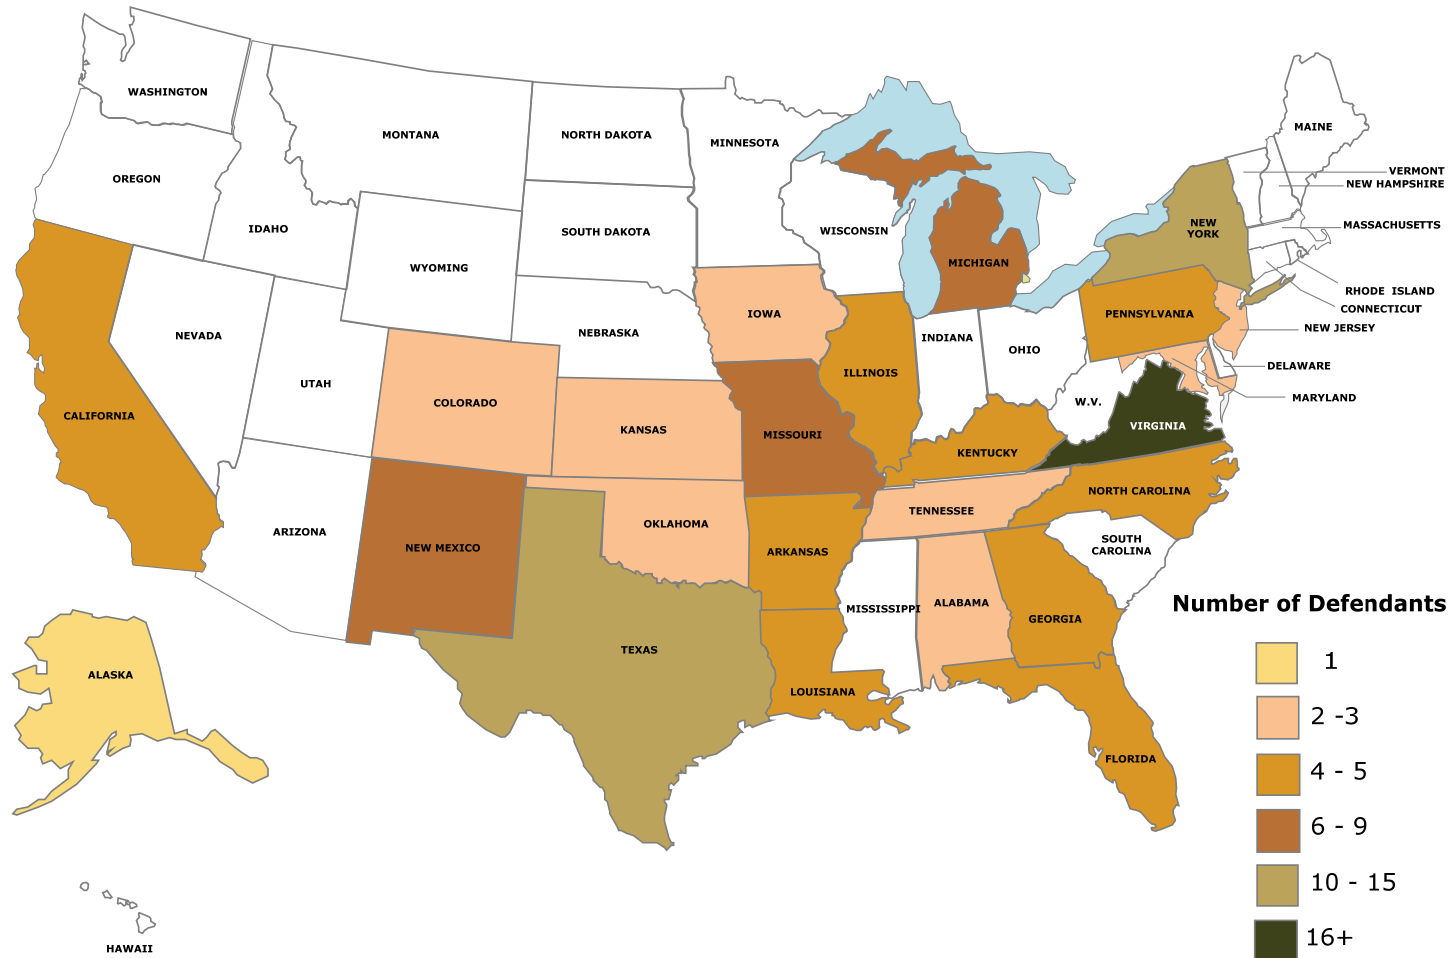 WASHINGTON
MONTANA
NORTH DAKOTA
MINNESOTA
MAINE
OREGON
VERMONT
NEW HAMPSHIRE
IDAHO
SOUTH DAKOTA
WISCONSIN
NEW
YORK
MASSACHUSETTS
WYOMING
MICHIGAN
RHODE ISLAND
CONNECTICUT
NEVADA
NEBRASKA
IOWA
INDIANA
OHIO
PENNSYLVANIA
NEW JERSEY
UTAH
COLORADO
ILLINOIS
DELAWARE
CALIFORNIA
KANSAS
MISSOURI
W.V.
MARYLAND
VIRGINIA
KENTUCKY
NORTH CAROLINA
ARIZONA
NEW MEXICO
OKLAHOMA
TENNESSEE
SOUTH
CAROLINA
ARKANSAS
MISSISSIPPI
ALABAMA
GEORGIA
TEXAS
LOUISIANA
FLORIDA
ALASKA
HAWAII
Number of Defendants
1
2 -3
4 - 5
6 - 9
10 - 15
16+